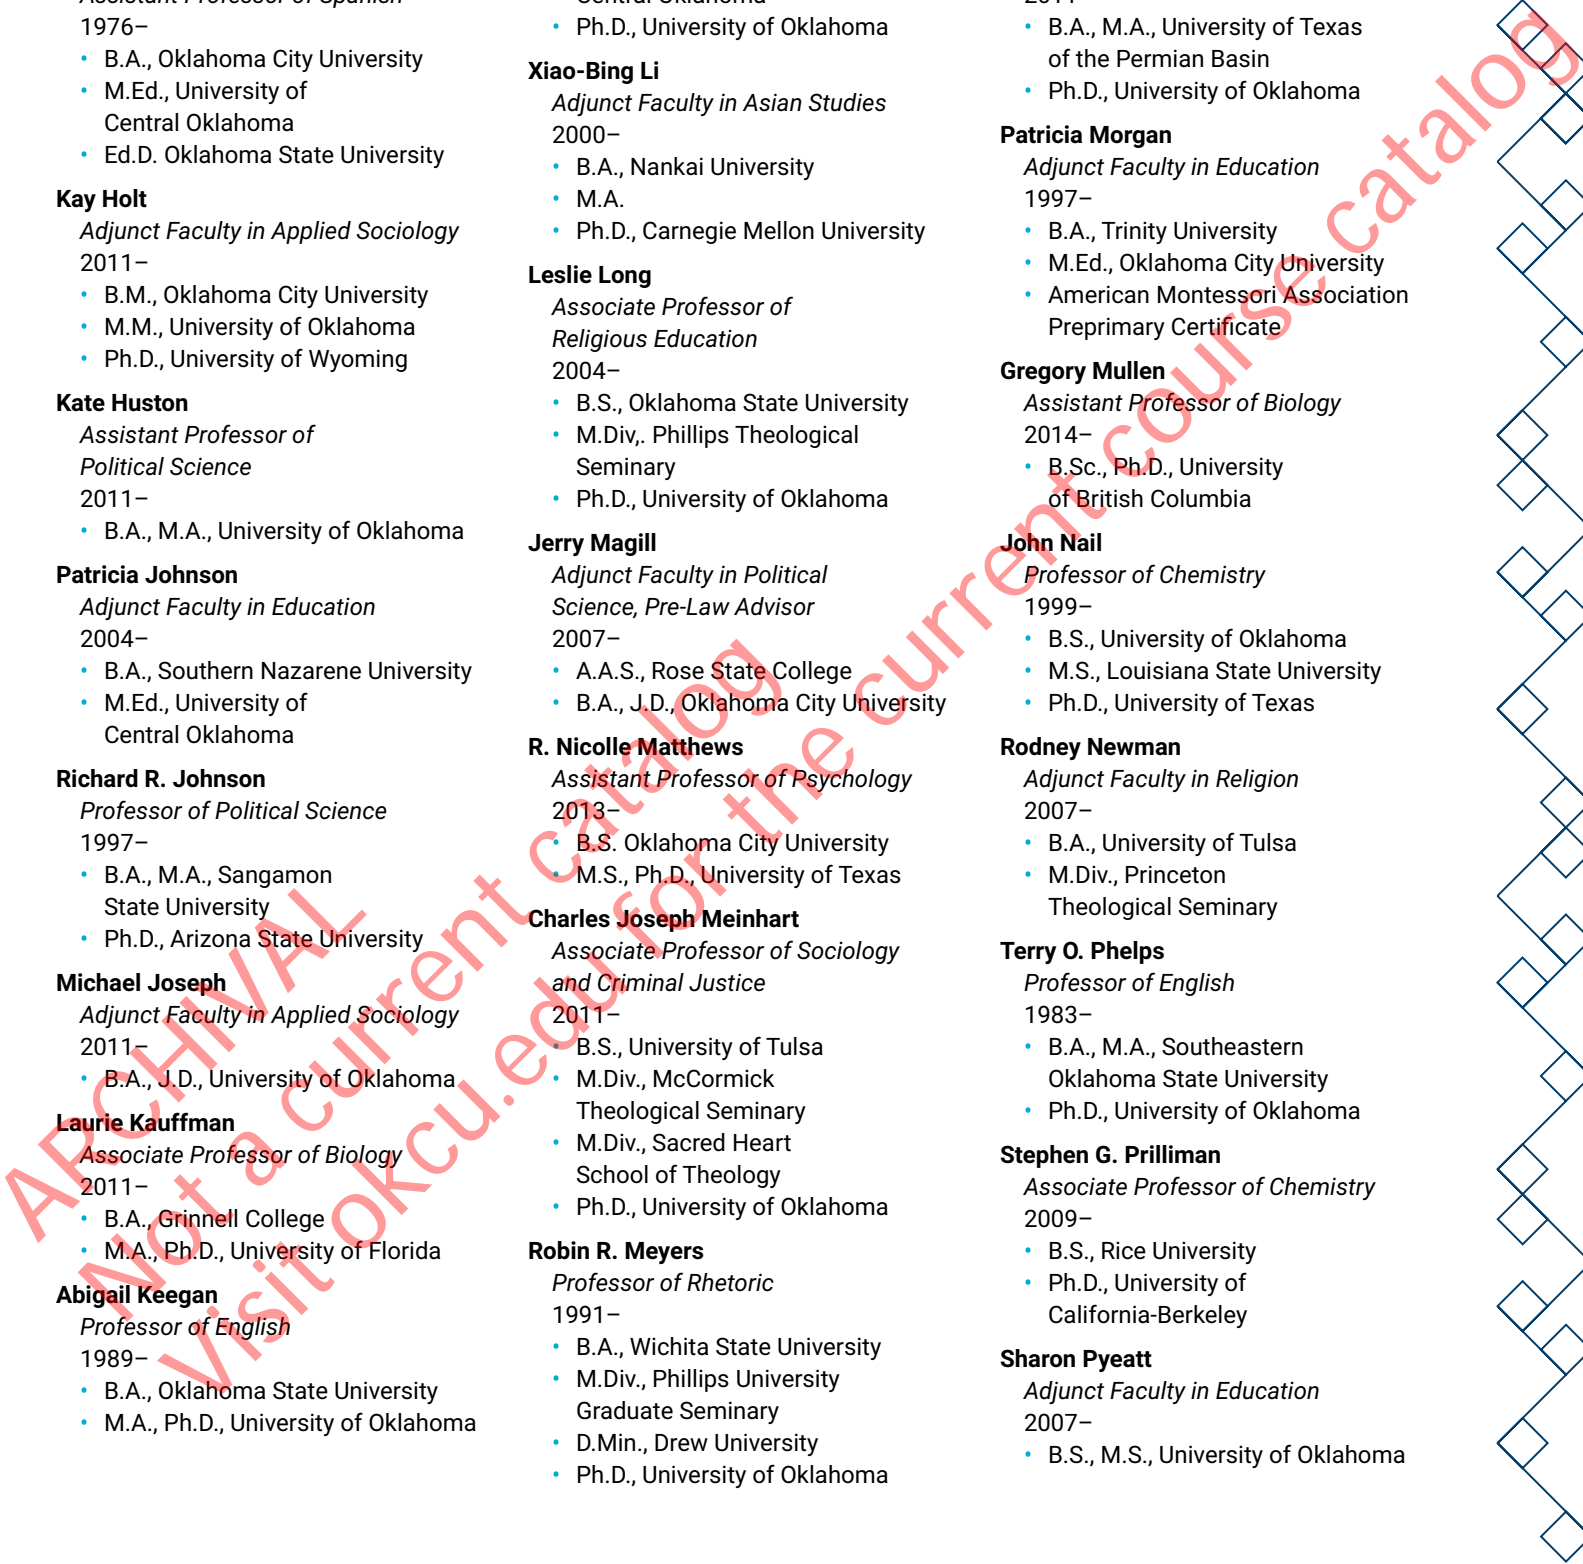 1976–
• B.A., Oklahoma City University
• M.Ed., University of
Central Oklahoma
• Ed.D. Oklahoma State University
Kay Holt
Adjunct Faculty in Applied Sociology
2011–
• B.M., Oklahoma City University
• M.M., University of Oklahoma
• Ph.D., University of Wyoming
Kate Huston
Assistant Professor of
Political Science
2011–
• B.A., M.A., University of Oklahoma
Patricia Johnson
Adjunct Faculty in Education
2004–
• B.A., Southern Nazarene University
• M.Ed., University of
Central Oklahoma
Richard R. Johnson
Professor of Political Science
1997–
• B.A., M.A., Sangamon
State University
• Ph.D., Arizona State University
Michael Joseph
Adjunct Faculty in Applied Sociology
2011–
• B.A., J.D., University of Oklahoma
Laurie Kauffman
Associate Professor of Biology
2011–
• B.A., Grinnell College
• M.A., Ph.D., University of Florida
Abigail Keegan
Professor of English
1989–
• B.A., Oklahoma State University
• M.A., Ph.D., University of Oklahoma
• Ph.D., University of Oklahoma
Xiao-Bing Li
Adjunct Faculty in Asian Studies
2000–
• B.A., Nankai University
• M.A.
• Ph.D., Carnegie Mellon University
Leslie Long
Associate Professor of
Religious Education
2004–
• B.S., Oklahoma State University
• M.Div,. Phillips Theological
Seminary
• Ph.D., University of Oklahoma
Jerry Magill
Adjunct Faculty in Political
Science, Pre-Law Advisor
2007–
• A.A.S., Rose State College
• B.A., J.D., Oklahoma City University
R. Nicolle Matthews
Assistant Professor of Psychology
2013–
• B.S. Oklahoma City University
• M.S., Ph.D., University of Texas
Charles Joseph Meinhart
Associate Professor of Sociology
and Criminal Justice
2011–
• B.S., University of Tulsa
• M.Div., McCormick
Theological Seminary
• M.Div., Sacred Heart
School of Theology
• Ph.D., University of Oklahoma
Robin R. Meyers
Professor of Rhetoric
1991–
• B.A., Wichita State University
• M.Div., Phillips University
Graduate Seminary
• D.Min., Drew University
• Ph.D., University of Oklahoma
• B.A., M.A., University of Texas
of the Permian Basin
• Ph.D., University of Oklahoma
Patricia Morgan
Adjunct Faculty in Education
1997–
• B.A., Trinity University
• M.Ed., Oklahoma City University
• American Montessori Association
Preprimary Certificate
Gregory Mullen
Assistant Professor of Biology
2014–
• B.Sc., Ph.D., University
of British Columbia
John Nail
Professor of Chemistry
1999–
• B.S., University of Oklahoma
• M.S., Louisiana State University
• Ph.D., University of Texas
Rodney Newman
Adjunct Faculty in Religion
2007–
• B.A., University of Tulsa
• M.Div., Princeton
Theological Seminary
Terry O. Phelps
Professor of English
1983–
• B.A., M.A., Southeastern
Oklahoma State University
• Ph.D., University of Oklahoma
Stephen G. Prilliman
Associate Professor of Chemistry
2009–
• B.S., Rice University
• Ph.D., University of
California-Berkeley
Sharon Pyeatt
Adjunct Faculty in Education
2007–
• B.S., M.S., University of Oklahoma
ARCHIVAL
Not a current catalog
Visit okcu.edu for the current course catalog